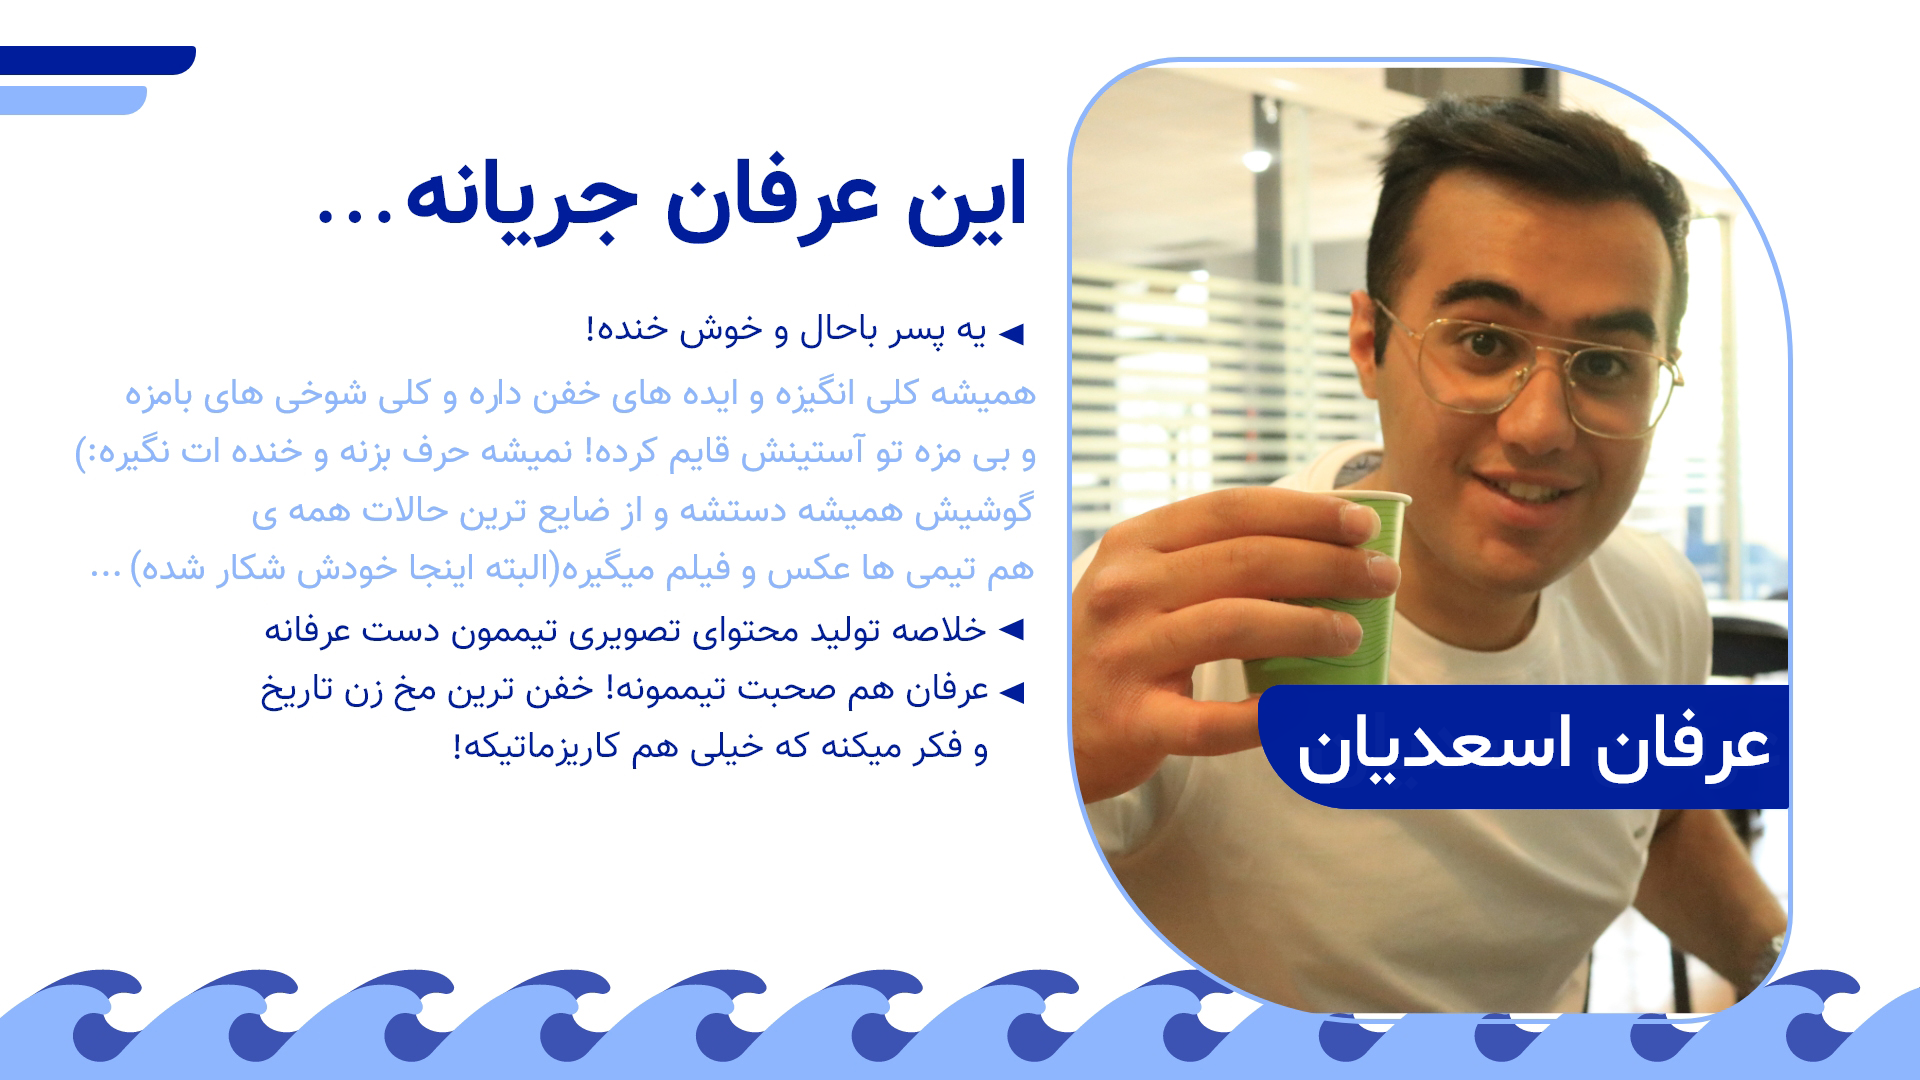 این عرفان جریانه...
◀ یه پسر باحال و خوش خنده!
همیشه کلی انگیزه و ایده های خفن داره و کلی شوخی های بامزه
و بی مزه تو آستینش قایم کرده! نمیشه حرف بزنه و خنده ات نگیره:)
گوشیش همیشه دستشه و از ضایع ترین حالات همه ی
هم تیمی ها عکس و فیلم میگیره(البته اینجا خودش شکار شده) ...
◀ خلاصه تولید محتوای تصویری تیممون دست عرفانه
◀ عرفان هم صحبت تیممونه! خفن ترین مخ زن تاریخ
و فکر میکنه که خیلی هم کاریزماتیکه!
عرفان اسعدیان